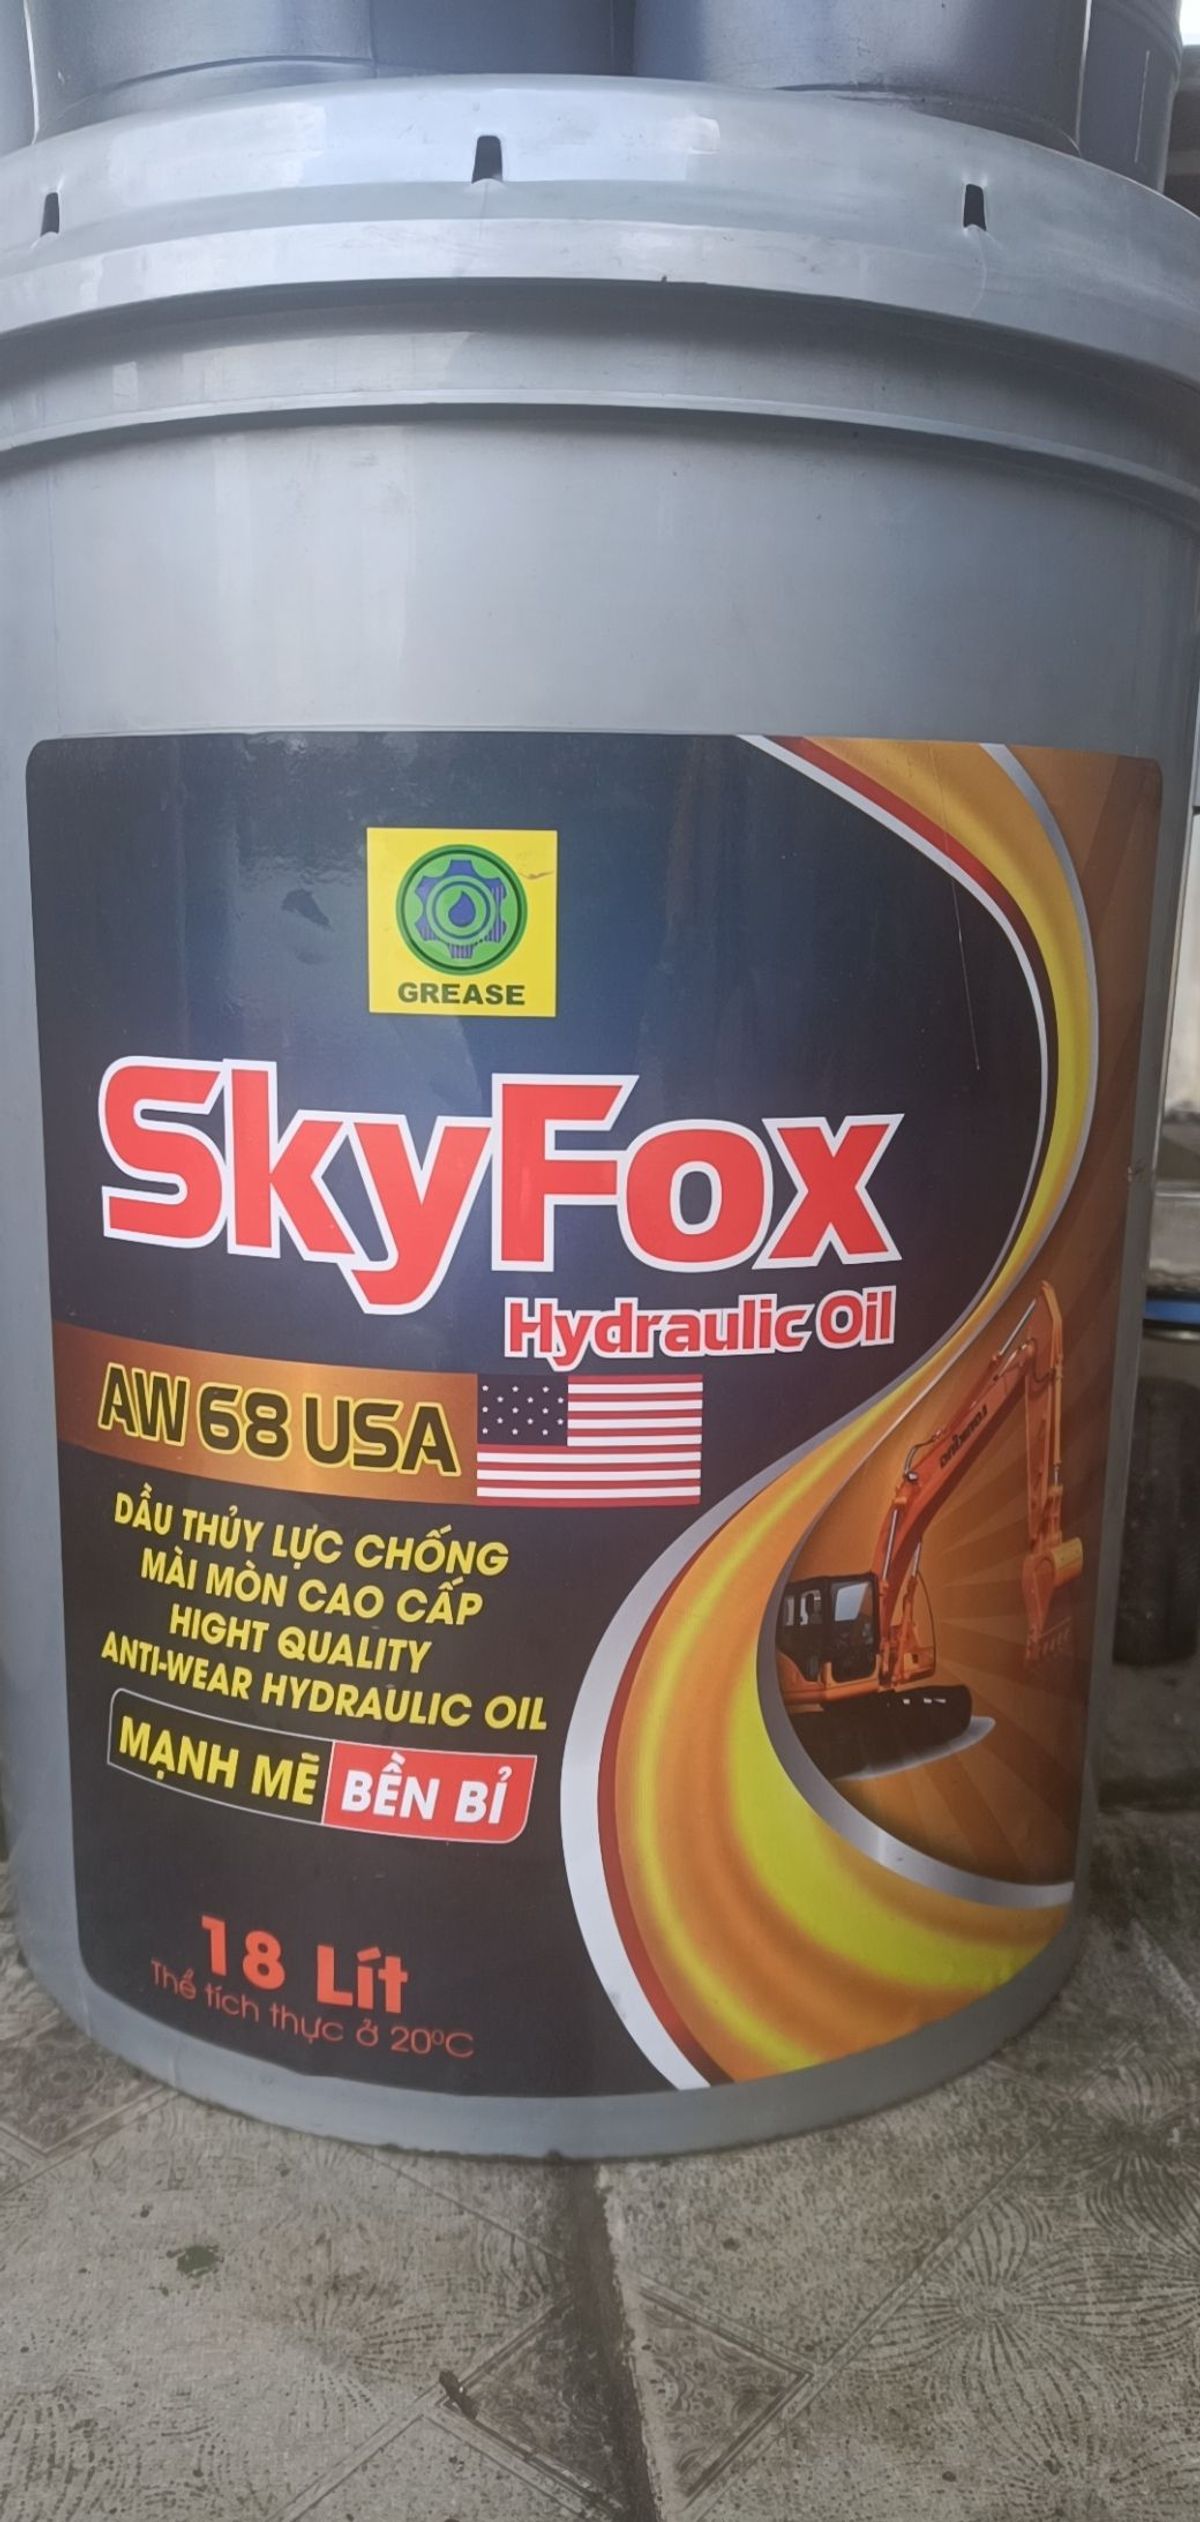 GREASE
SkyFox
Hydraulic Oil
AW 68 USA
DẦU THỦY LỰC CHỐNG
MÀI MÒN CAO CẤP
HIGHT QUALITY
ANTI-WEAR HYDRAULIC OIL
MẠNH MẼ BỀN BỈ
18 Lít
Thể tích thực ở 20⁰C